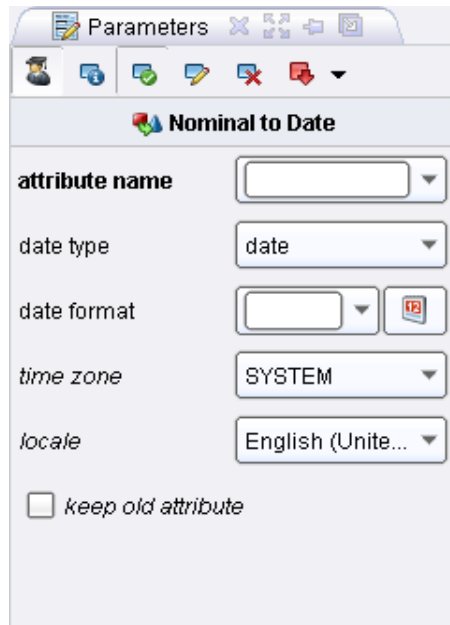 Parameters
Nominal to Date
attribute name
date type
date
date format
12
time zone
SYSTEM
locale
English (Unite...
keep old attribute